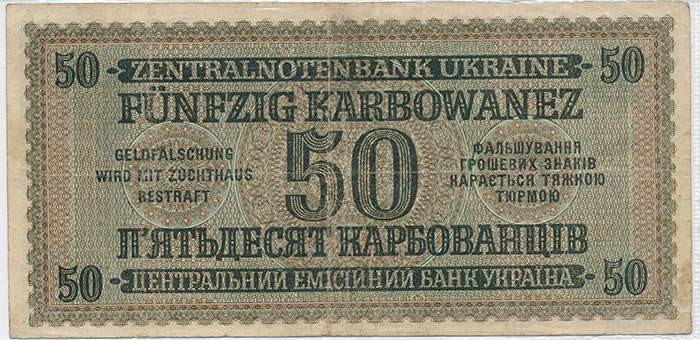 50 ZENTRALNOTENBANK UKRAINE 50
FÜNFZIG KARBOWANEZ
GELDFÄLSCHUNG
WIRD MIT ZUCHTHAUS
BESTRAFT
50
ФАЛЬШУВАННЯ
ГРОШЕВИХ ЗНАКІВ
КАРАЄТЬСЯ ТЯЖКОЮ
ТЮРМОЮ
П'ЯТЬДЕСЯТ КАРБОВАНЦІВ
50 ЦЕНТРАЛЬНИЙ ЕМІСІЙНИЙ БАНК УКРАЇНА 50